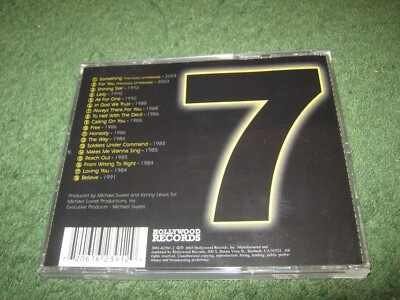 Something (Previously Unreleased) - 2003
For You (Previously Unreleased) - 2003
Shining Star - 1990
Lady - 1990
All For One - 1990
In God We Trust - 1988
Always There For You - 1988
To Hell With The Devil - 1986
Calling On You - 1986
Free - 1986
Honestly - 1986
The Way - 1986
Soldiers Under Command - 1985
Makes Me Wanna Sing - 1985
Reach Out - 1985
From Wrong To Right - 1984
Loving You - 1984
Believe - 1991
7
Produced by Michael Sweet and Kenny Lewis for
Michael Sweet Productions, Inc.
Executive Producer - Michael Sweet
HOLLYWOOD
RECORDS
20616 23912